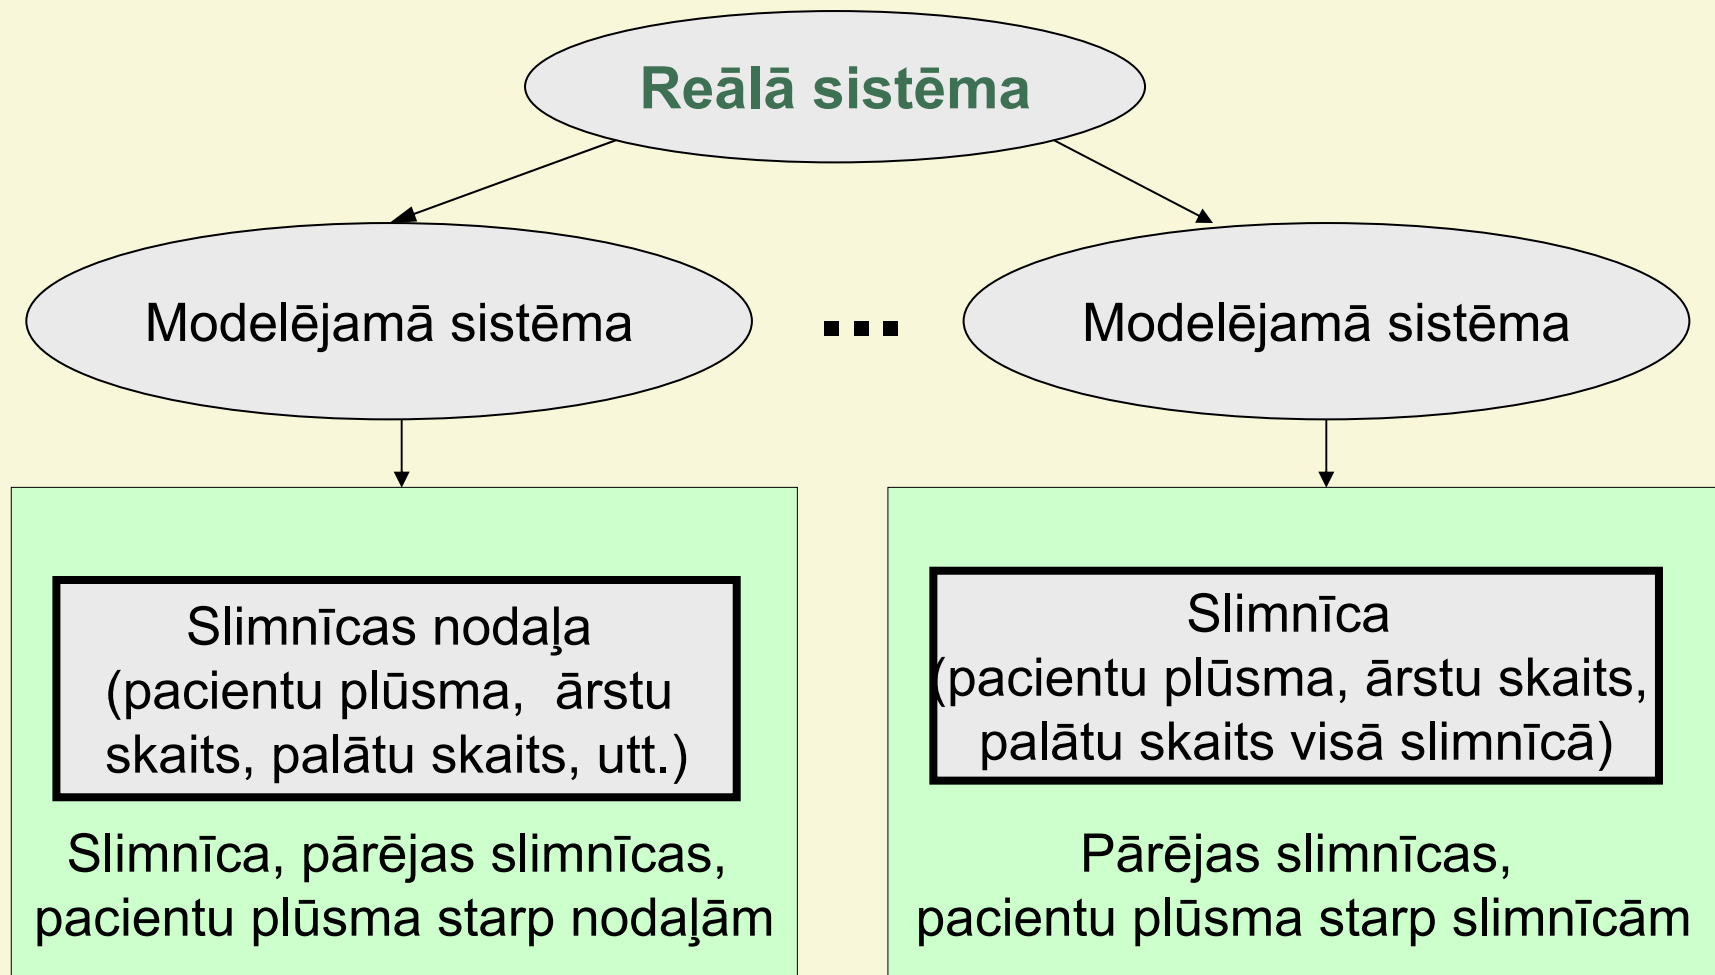 Reālā sistēma
Modelējamā sistēma
...
Modelējamā sistēma
Slimnīcas nodaļa
(pacientu plūsma, ārstu
skaits, palātu skaits, utt.)
Slimnīca, pārējas slimnīcas,
pacientu plūsma starp nodaļām
Slimnīca
(pacientu plūsma, ārstu skaits,
palātu skaits visā slimnīcā)
Pārējas slimnīcas,
pacientu plūsma starp slimnīcām